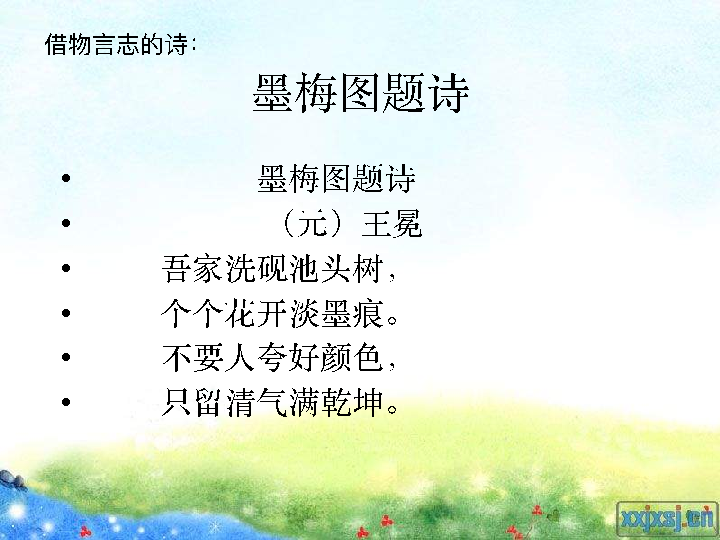 借物言志的诗:
墨梅图题诗
• 墨梅图题诗
• （元）王冕
• 吾家洗砚池头树，
• 个个花开淡墨痕。
• 不要人夸好颜色，
• 只留清气满乾坤。
xxjxsj.cn